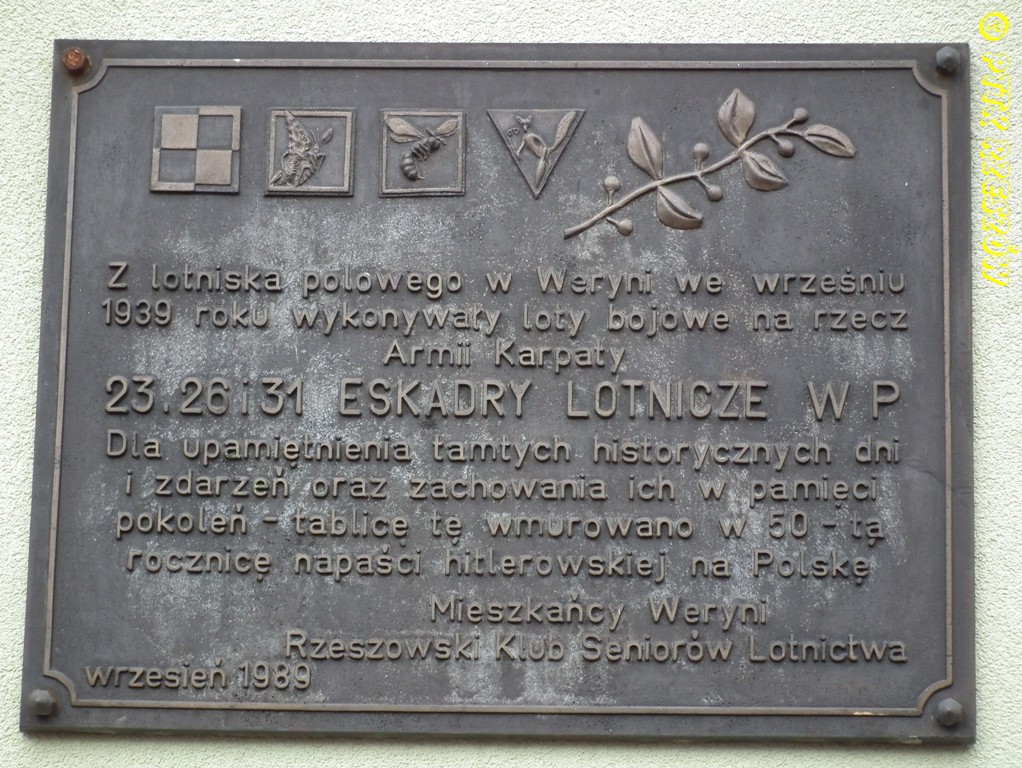 Z lotniska polowego w Weryni we wrześniu
1939 roku wykonywały loty bojowe na rzecz
Armii Karpaty
23.26 i 31 ESKADRY LOTNICZE W P
Dla upamiętnienia tamtych historycznych dni
i zdarzeń oraz zachowania ich w pamięci
pokoleń - tablicę tę wmurowano w 50 - tą
rocznicę napaści hitlerowskiej na Polskę
Mieszkańcy Weryni
Rzeszowski Klub Seniorów Lotnictwa
wrzesień 1989